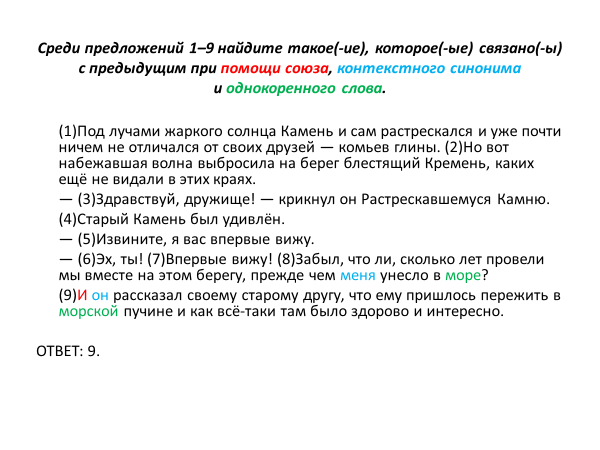 Среди предложений 1–9 найдите такое(-ие), которое(-ые) связано(-ы)
с предыдущим при помощи союза, контекстного синонима
и однокоренного слова.
(1)Под лучами жаркого солнца Камень и сам растрескался и уже почти
ничем не отличался от своих друзей — комьев глины. (2)Но вот
набежавшая волна выбросила на берег блестящий Кремень, каких
ещё не видали в этих краях.
— (3)Здравствуй, дружище! — крикнул он Растрескавшемуся Камню.
(4)Старый Камень был удивлён.
— (5)Извините, я вас впервые вижу.
— (6)Эх, ты! (7)Впервые вижу! (8)Забыл, что ли, сколько лет провели
мы вместе на этом берегу, прежде чем меня унесло в море?
(9)И он рассказал своему старому другу, что ему пришлось пережить в
морской пучине и как всё-таки там было здорово и интересно.
ОТВЕТ: 9.